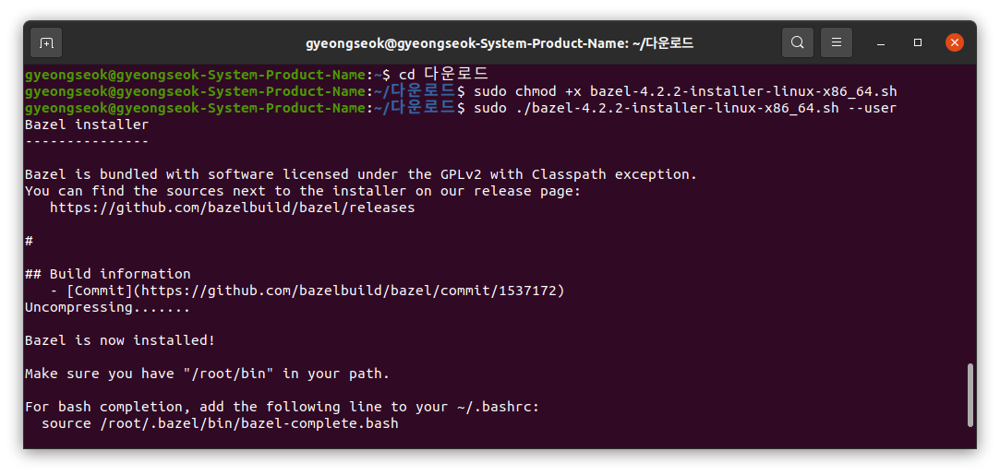 gyeongseok@gyeongseok-System-Product-Name: ~/다운로드
gyeongseok@gyeongseok-System-Product-Name:~$ cd 다운로드
gyeongseok@gyeongseok-System-Product-Name:~/다운로드$ sudo chmod +x bazel-4.2.2-installer-linux-x86_64.sh
gyeongseok@gyeongseok-System-Product-Name:~/다운로드$ sudo ./bazel-4.2.2-installer-linux-x86_64.sh --user
Bazel installer
---------------
Bazel is bundled with software licensed under the GPLv2 with Classpath exception.
You can find the sources next to the installer on our release page:
   https://github.com/bazelbuild/bazel/releases
#
## Build information
   - [Commit](https://github.com/bazelbuild/bazel/commit/1537172)
Uncompressing.......
Bazel is now installed!
Make sure you have "/root/bin" in your path.
For bash completion, add the following line to your ~/.bashrc:
  source /root/.bazel/bin/bazel-complete.bash